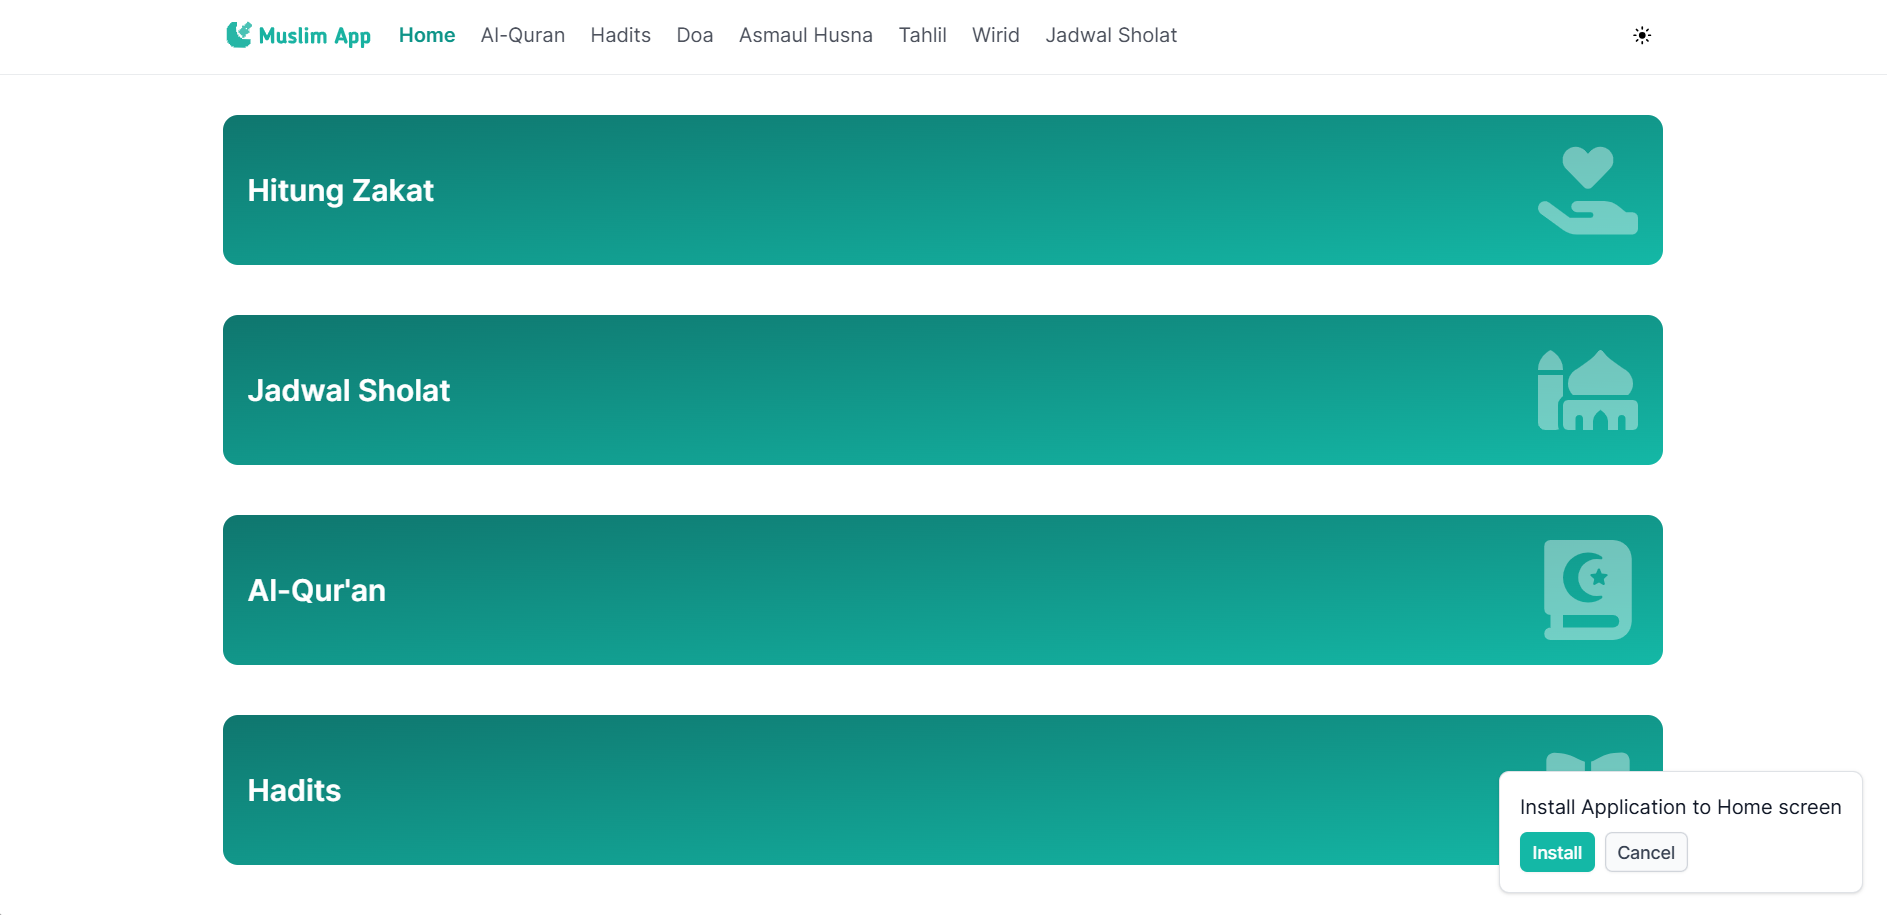 Muslim App Home Al-Quran Hadits Doa Asmaul Husna Tahlil Wirid Jadwal Sholat
Hitung Zakat
Jadwal Sholat
Al-Qur'an
Hadits
Install Application to Home screen
Install Cancel